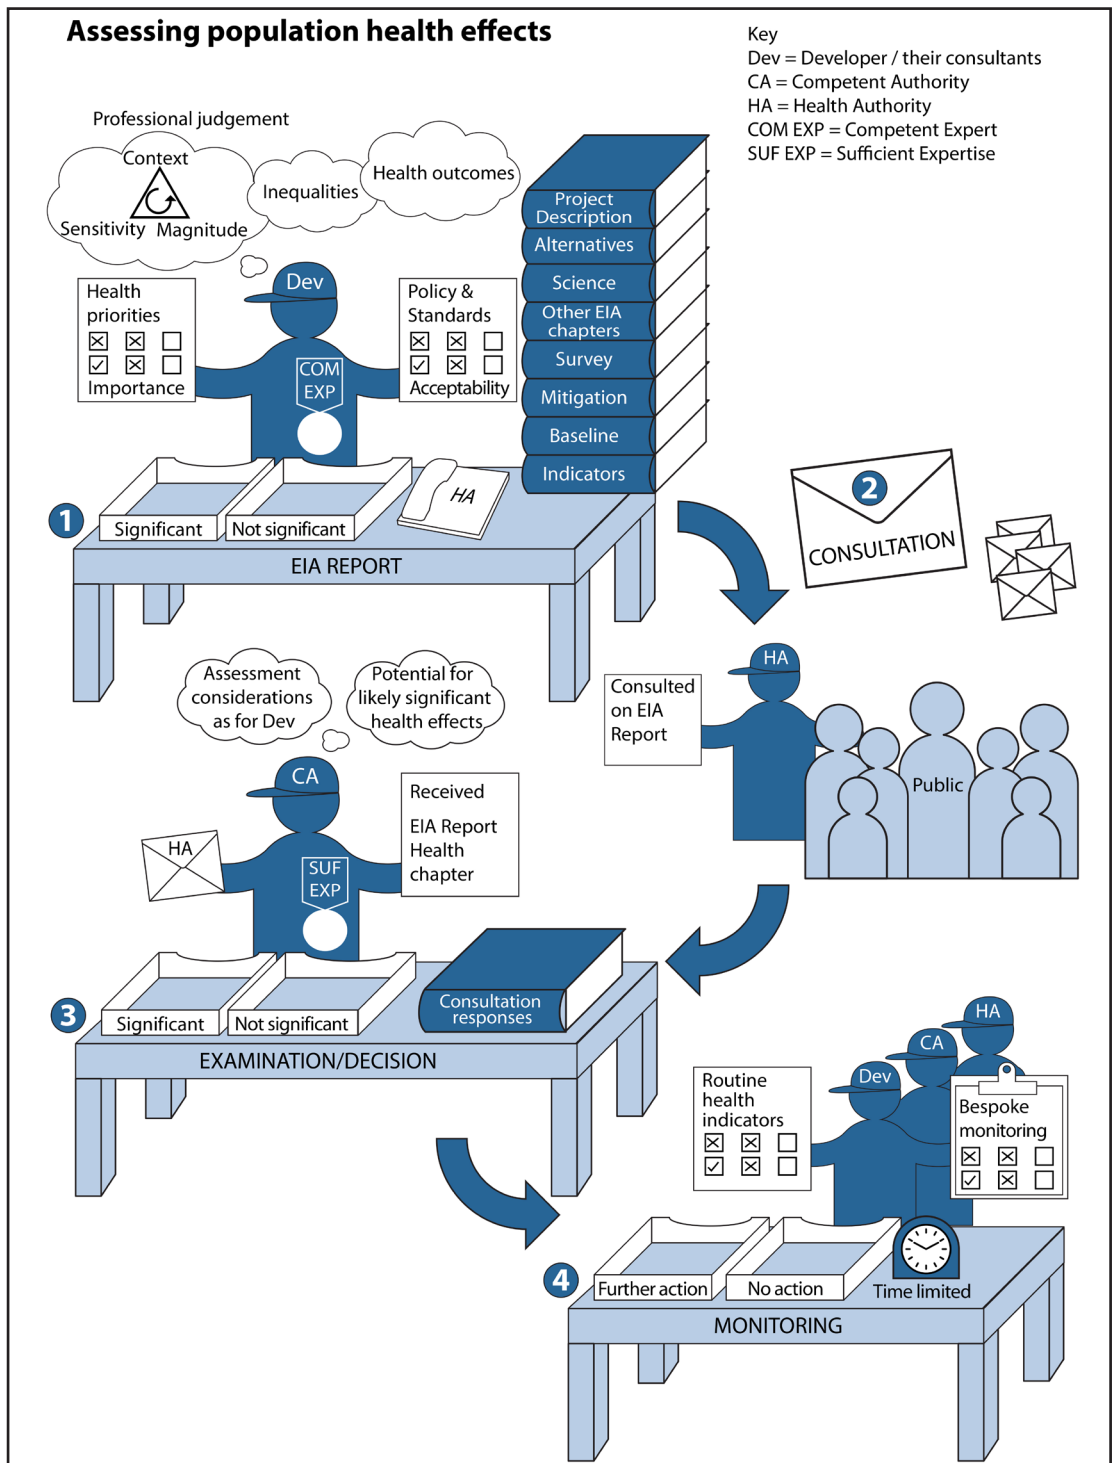 Assessing population health effects
Key
Dev = Developer / their consultants
CA = Competent Authority
HA = Health Authority
COM EXP = Competent Expert
SUF EXP = Sufficient Expertise
Professional judgement
Context
Sensitivity
Magnitude
Inequalities
Health outcomes
Dev
COM
EXP
Health
priorities
Importance
Policy &
Standards
Acceptability
Project
Description
Alternatives
Science
Other EIA
chapters
Survey
Mitigation
Baseline
Indicators
1
Significant
Not significant
HA
EIA REPORT
2
CONSULTATION
HA
Consulted
on EIA
Report
Public
Assessment
considerations
as for Dev
Potential for
likely significant
health effects
CA
HA
SUF
EXP
Received
EIA Report
Health
chapter
3
Significant
Not significant
Consultation
responses
EXAMINATION/DECISION
HA
CA
Dev
Routine
health
indicators
Bespoke
monitoring
4
Further action
No action
Time limited
MONITORING